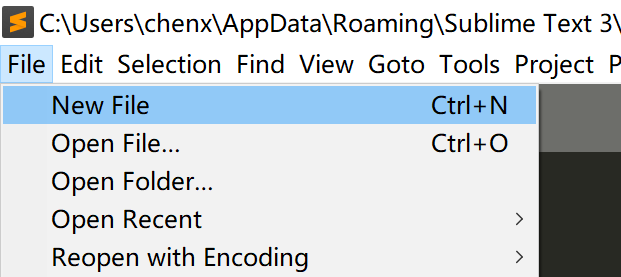 C:\Users\chenx\AppData\Roaming\Sublime Text 3\
File Edit Selection Find View Goto Tools Project P
New File Ctrl+N
Open File... Ctrl+O
Open Folder...
Open Recent
Reopen with Encoding